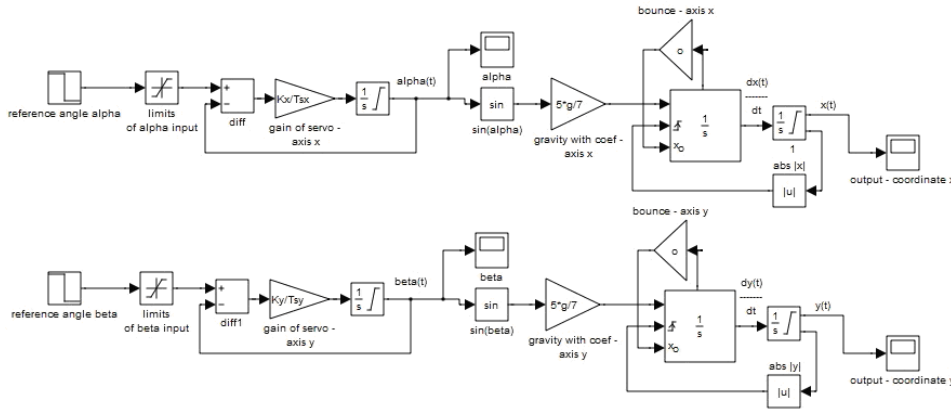 bounce - axis x
o
reference angle alpha
limits
of alpha input
+
−
diff
Kx/Tsx
gain of servo -
axis x
1
s
alpha(t)
alpha
sin
sin(alpha)
5*g/7
gravity with coef -
axis x
1
s
xo
dx(t)
-------
dt
1
s
1
x(t)
abs |x|
|u|
output - coordinate x
bounce - axis y
o
reference angle beta
limits
of beta input
+
−
diff1
Ky/Tsy
gain of servo -
axis y
1
s
beta(t)
beta
sin
sin(beta)
5*g/7
gravity with coef -
axis y
1
s
xo
dy(t)
-------
dt
1
s
y(t)
abs |y|
|u|
output - coordinate y